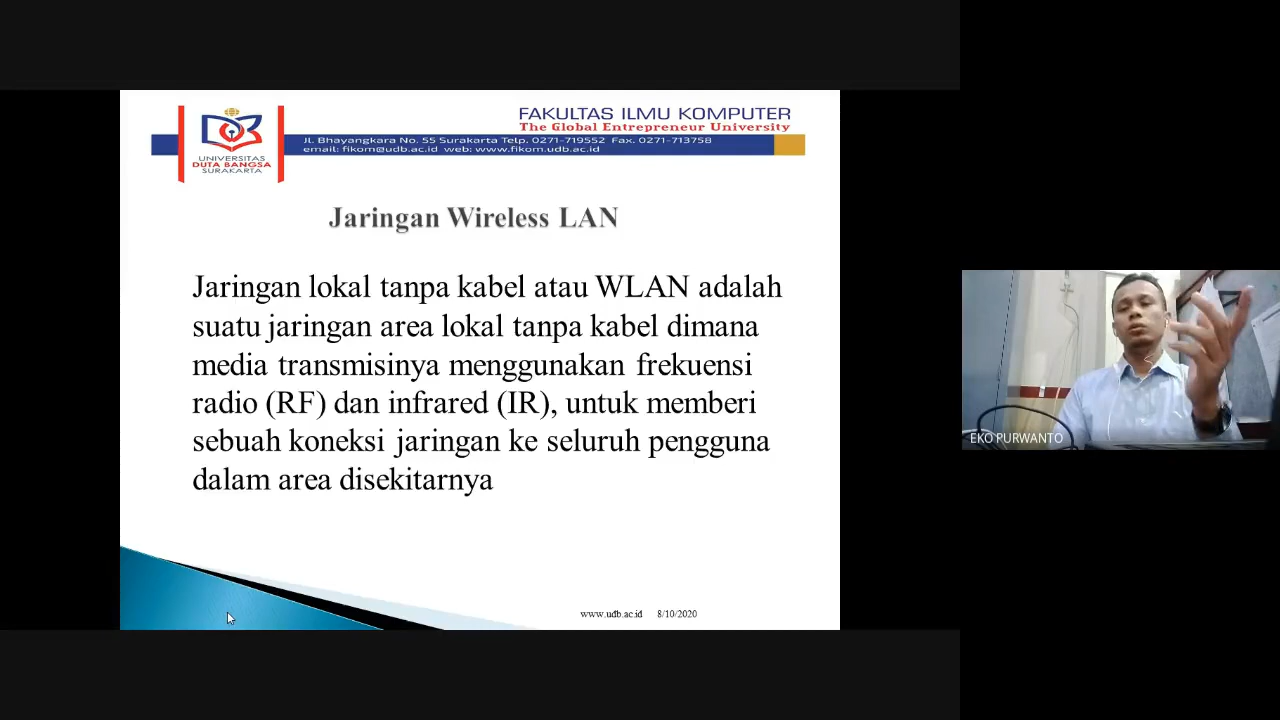 FAKULTAS ILMU KOMPUTER
The Global Entrepreneur University
Jl. Bhayangkara No. 55 Surakarta Telp. 0271-719552 Fax. 0271-713758
email: fikom@udb.ac.id web: www.fikom.udb.ac.id
UNIVERSITAS
DUTA BANGSA
SURAKARTA
Jaringan Wireless LAN
Jaringan lokal tanpa kabel atau WLAN adalah
suatu jaringan area lokal tanpa kabel dimana
media transmisinya menggunakan frekuensi
radio (RF) dan infrared (IR), untuk memberi
sebuah koneksi jaringan ke seluruh pengguna
dalam area disekitarnya
www.udb.ac.id 8/10/2020
EKO PURWANTO